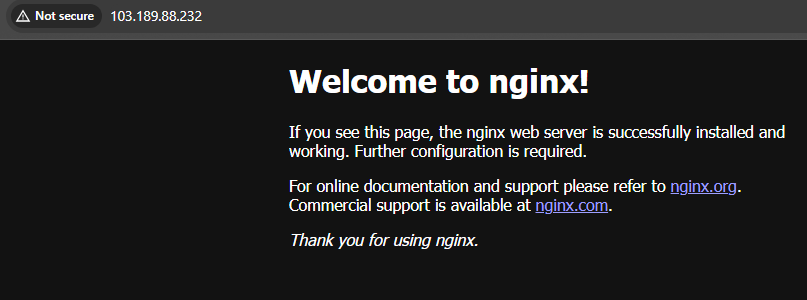 Not secure 103.189.88.232
Welcome to nginx!
If you see this page, the nginx web server is successfully installed and
working. Further configuration is required.
For online documentation and support please refer to nginx.org.
Commercial support is available at nginx.com.
Thank you for using nginx.